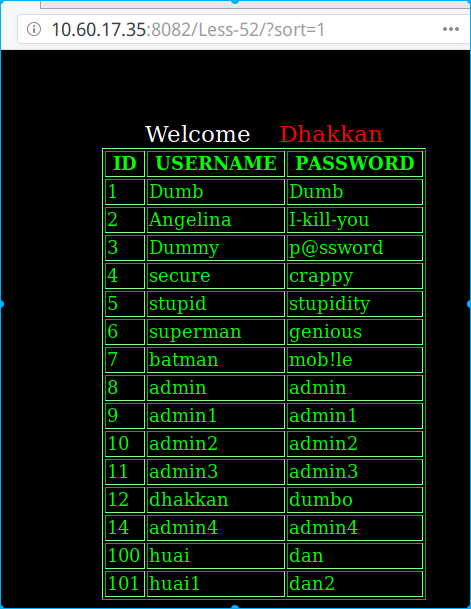 10.60.17.35:8082/Less-52/?sort=1
Welcome Dhakkan
ID USERNAME PASSWORD
1 Dumb Dumb
2 Angelina I-kill-you
3 Dummy p@ssword
4 secure crappy
5 stupid stupidity
6 superman genious
7 batman mob!le
8 admin admin
9 admin1 admin1
10 admin2 admin2
11 admin3 admin3
12 dhakkan dumbo
14 admin4 admin4
100 huai dan
101 huai1 dan2